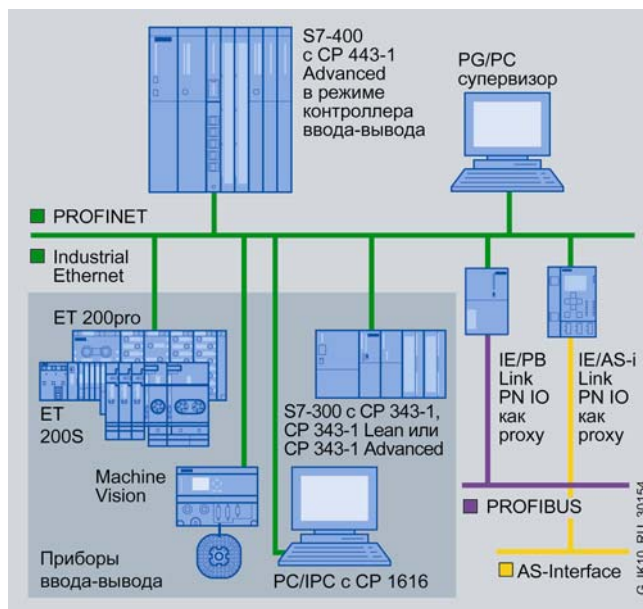 S7-400
с CP 443-1
Advanced
в режиме
контроллера
ввода-вывода
PG/PC
супервизор
PROFINET
Industrial
Ethernet
ET 200pro
ET
200S
S7-300 с CP 343-1,
CP 343-1 Lean или
CP 343-1 Advanced
IE/PB
Link
PN IO
как
proxy
IE/AS-i
Link
PN IO
как
proxy
Machine
Vision
Приборы
ввода-вывода
PC/IPC с CP 1616
PROFIBUS
AS-Interface
G_IK10_RU_30154